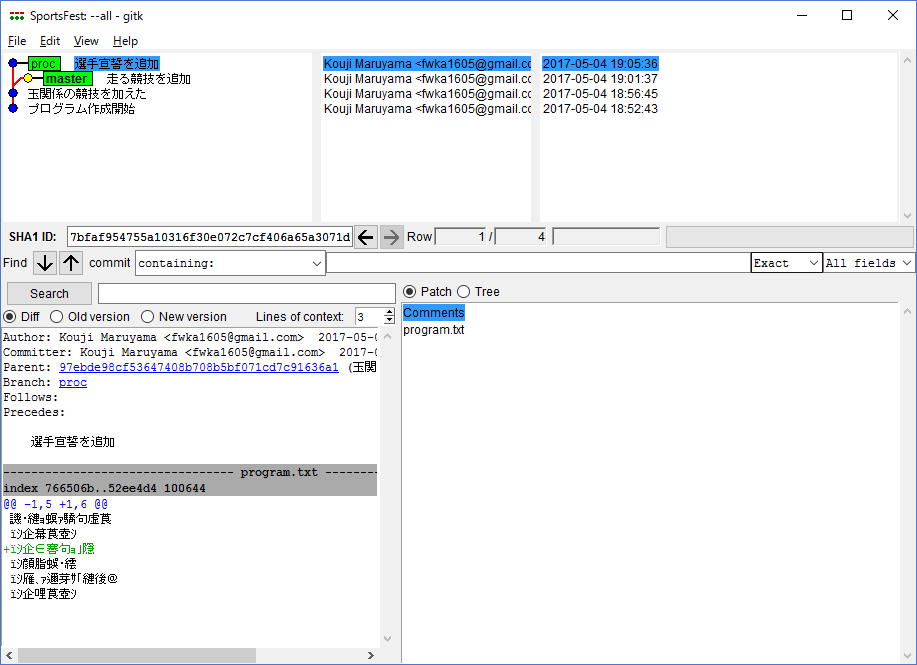 SportsFest: --all - gitk
File Edit View Help
proc 選手宣誓を追加 Kouji Maruyama <fwka1605@gmail.cc 2017-05-04 19:05:36
master 走る競技を追加 Kouji Maruyama <fwka1605@gmail.cc 2017-05-04 19:01:37
玉関係の競技を加えた Kouji Maruyama <fwka1605@gmail.cc 2017-05-04 18:56:45
プログラム作成開始 Kouji Maruyama <fwka1605@gmail.cc 2017-05-04 18:52:43
SHA1 ID: 7bfaf954755a10316f30e072c7cf406a65a3071d Row 1 / 4
Find commit containing: Exact All fields
Search
Patch Tree
Diff Old version New version Lines of context: 3
Comments
program.txt
Author: Kouji Maruyama <fwka1605@gmail.com> 2017-05-0
Committer: Kouji Maruyama <fwka1605@gmail.com> 2017-
Parent: 97ebde98cf53647408b708b5bf071cd7c91636a1 (玉関
Branch: proc
Follows:
Precedes:
選手宣誓を追加
--------------------------------- program.txt -------
index 766506b..52ee4d4 100644
@@ -1,5 +1,6 @@